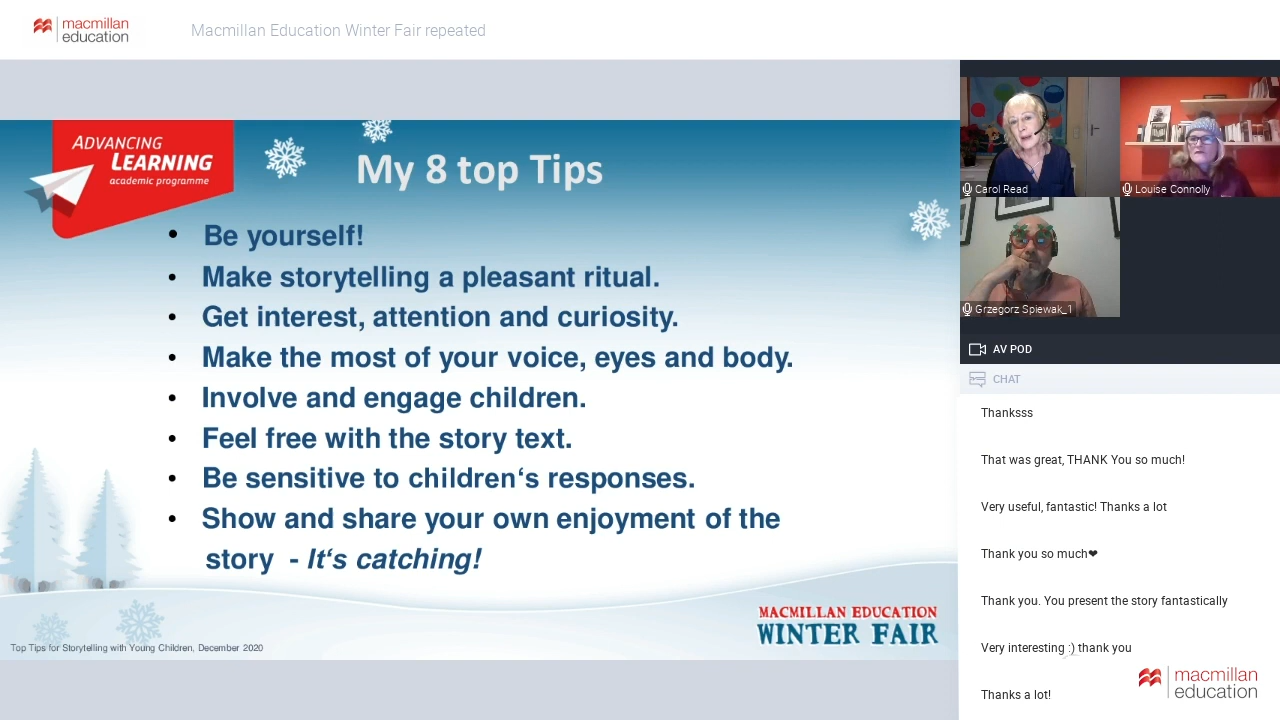 macmillan
education
Macmillan Education Winter Fair repeated
ADVANCING
LEARNING
academic programme
My 8 top Tips
• Be yourself!
• Make storytelling a pleasant ritual.
• Get interest, attention and curiosity.
• Make the most of your voice, eyes and body.
• Involve and engage children.
• Feel free with the story text.
• Be sensitive to children‘s responses.
• Show and share your own enjoyment of the
story - It‘s catching!
MACMILLAN EDUCATION
WINTER FAIR
Top Tips for Storytelling with Young Children, December 2020
Carol Read
Louise Connolly
Grzegorz Spiewak_1
AV POD
CHAT
Thanksss
That was great, THANK You so much!
Very useful, fantastic! Thanks a lot
Thank you so much❤
Thank you. You present the story fantastically
Very interesting :) thank you
Thanks a lot!
macmillan
education